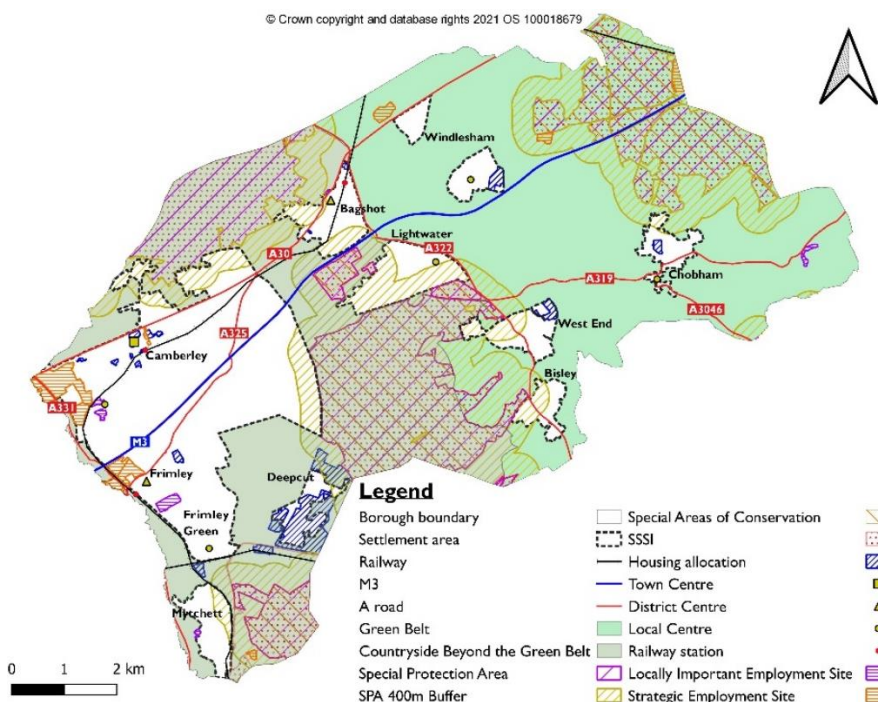 © Crown copyright and database rights 2021 OS 100018679
Windlesham
Bagshot
Lightwater
A322
A30
A319
Chobham
A3046
West End
A325
Camberley
Bisley
A331
M3
Frimley
Deepcut
Frimley
Green
Mytchett
0 1 2 km
Legend
Borough boundary
Settlement area
Railway
M3
A road
Green Belt
Countryside Beyond the Green Belt
Special Protection Area
SPA 400m Buffer
Special Areas of Conservation
SSSI
Housing allocation
Town Centre
District Centre
Local Centre
Railway station
Locally Important Employment Site
Strategic Employment Site